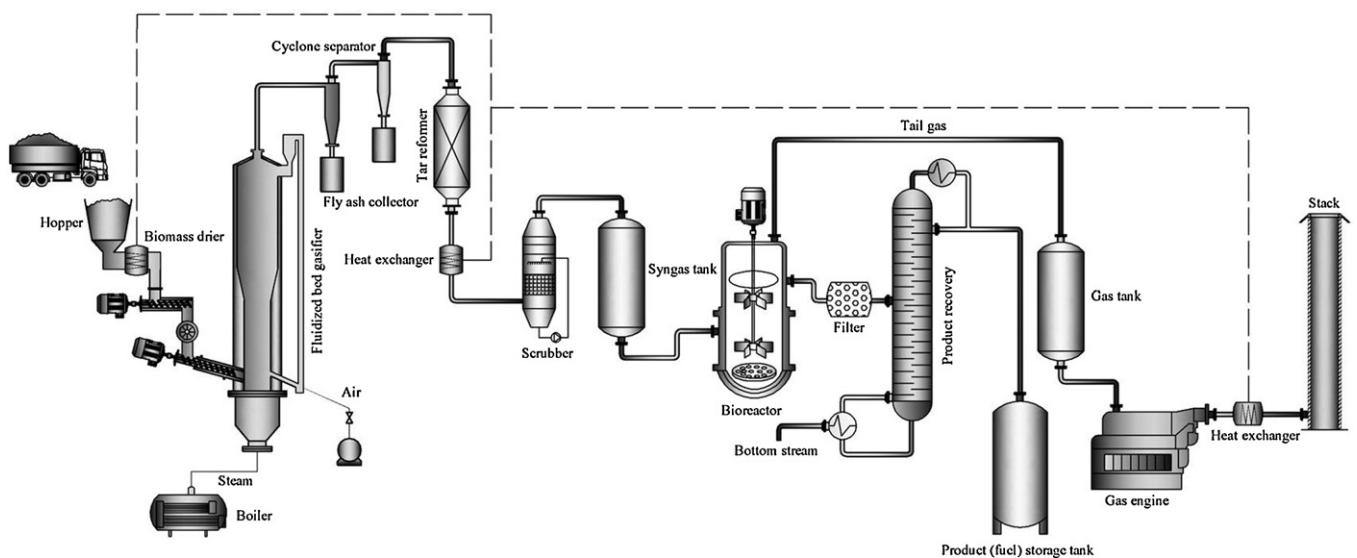 Cyclone separator
Tar reformer
Tail gas
Hopper
Biomass drier
Fly ash collector
Fluidized bed gasifier
Heat exchanger
Syngas tank
Scrubber
Filter
Bioreactor
Product recovery
Gas tank
Stack
Air
Bottom stream
Heat exchanger
Steam
Boiler
Gas engine
Product (fuel) storage tank